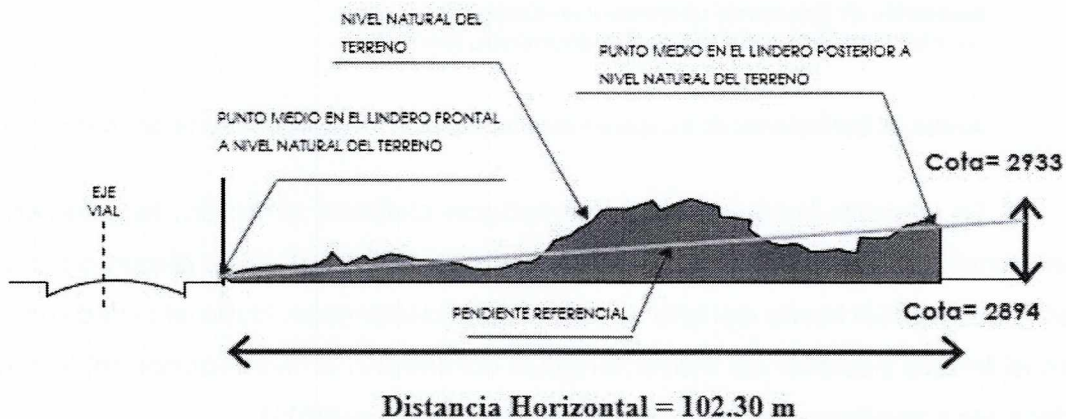 NIVEL NATURAL DEL
TERRENO
PUNTO MEDIO EN EL LINDERO POSTERIOR A
NIVEL NATURAL DEL TERRENO
PUNTO MEDIO EN EL LINDERO FRONTAL
A NIVEL NATURAL DEL TERRENO
Cota= 2933
EJE
VIAL
PENDIENTE REFERENCIAL
Cota= 2894
Distancia Horizontal = 102.30 m